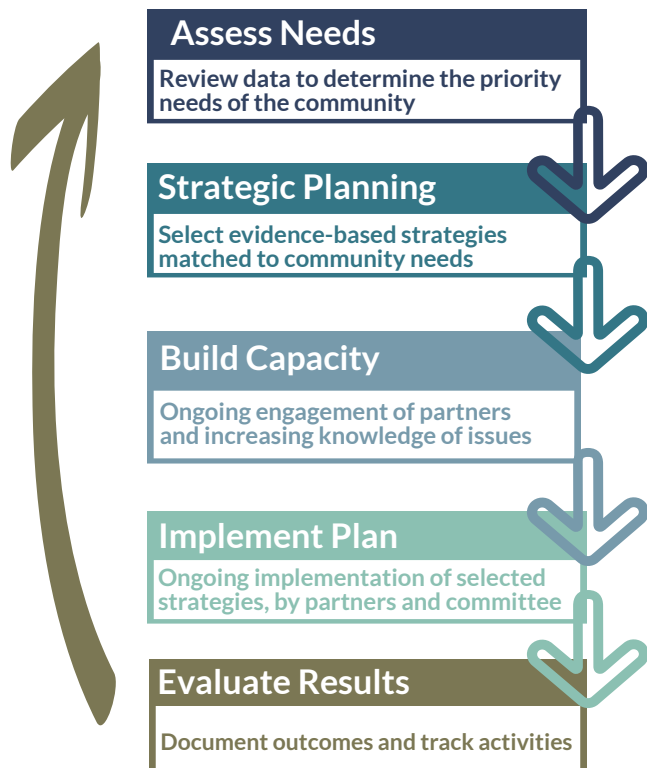 Assess Needs
Review data to determine the priority
needs of the community
Strategic Planning
Select evidence-based strategies
matched to community needs
Build Capacity
Ongoing engagement of partners
and increasing knowledge of issues
Implement Plan
Ongoing implementation of selected
strategies, by partners and committee
Evaluate Results
Document outcomes and track activities